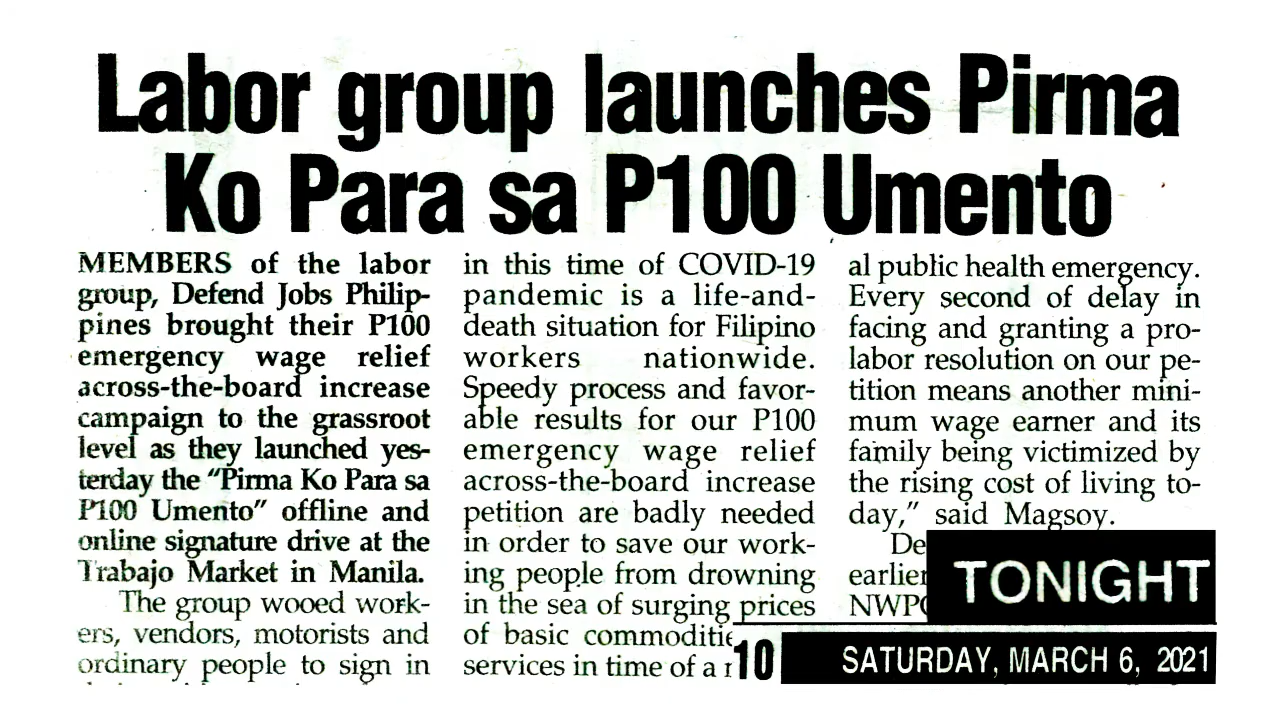 Labor group launches Pirma
Ko Para sa P100 Umento
MEMBERS of the labor
group, Defend Jobs Philip-
pines brought their P100
emergency wage relief
across-the-board increase
campaign to the grassroot
level as they launched yes-
terday the “Pirma Ko Para sa
P100 Umento” offline and
online signature drive at the
Trabajo Market in Manila.
The group wooed work-
ers, vendors, motorists and
ordinary people to sign in
in this time of COVID-19
pandemic is a life-and-
death situation for Filipino
workers nationwide.
Speedy process and favor-
able results for our P100
emergency wage relief
across-the-board increase
petition are badly needed
in order to save our work-
ing people from drowning
in the sea of surging prices
of basic
services in time of a
al public health emergency.
Every second of delay in
facing and granting a pro-
labor resolution on our pe-
tition means another mini-
mum wage earner and its
family being victimized by
the rising cost of living to-
day,” said Magsoy.
earlier
TONIGHT
10 SATURDAY, MARCH 6, 2021